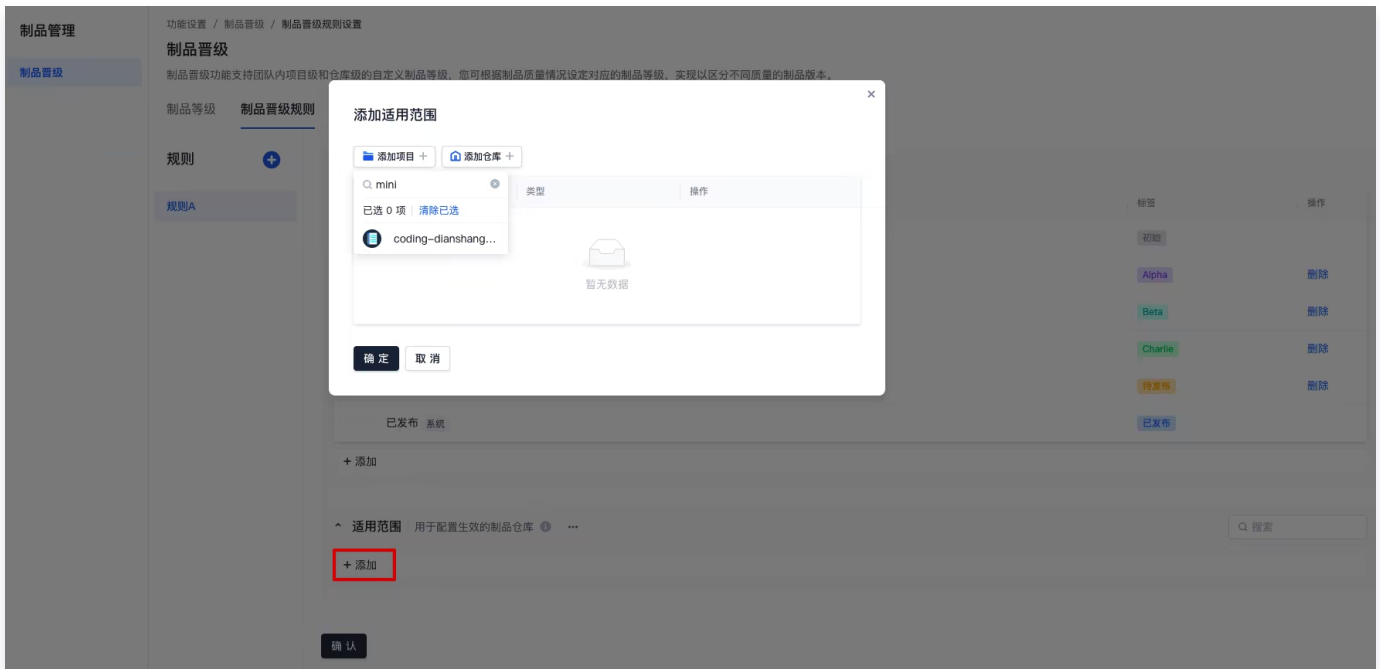 制品管理
制品晋级
功能设置 / 制品晋级 / 制品晋级规则设置
制品晋级
制品晋级功能支持团队内项目级和仓库级的自定义制品等级，您可根据制品质量情况设定对应的制品等级，实现以区分不同质量的制品版本。
制品等级 制品晋级规则
规则
规则A
添加适用范围
添加项目 + 添加仓库 +
mini
已选 0 项 清除已选
coding-dianshang...
类型 操作
暂无数据
确定 取消
标签 操作
初始
Alpha 删除
Beta 删除
Charlie 删除
待发布 删除
已发布 系统 已发布
+ 添加
适用范围 用于配置生效的制品仓库 ...
搜索
+ 添加
确认